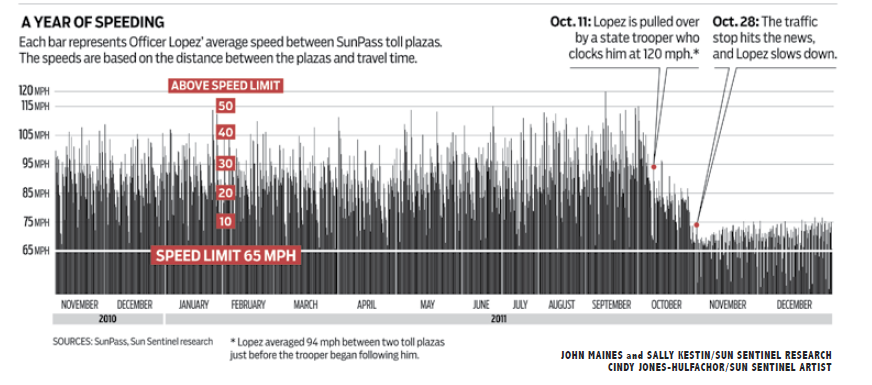 A YEAR OF SPEEDING
Each bar represents Officer Lopez' average speed between SunPass toll plazas.
The speeds are based on the distance between the plazas and travel time.
Oct. 11: Lopez is pulled over
by a state trooper who
clocks him at 120 mph.*
Oct. 28: The traffic
stop hits the news,
and Lopez slows down.
ABOVE SPEED LIMIT
120 MPH
115 MPH
50
105 MPH
40
95 MPH
30
85 MPH
20
75 MPH
10
65 MPH
SPEED LIMIT 65 MPH
NOVEMBER DECEMBER JANUARY FEBRUARY MARCH APRIL MAY JUNE JULY AUGUST SEPTEMBER OCTOBER NOVEMBER DECEMBER
2010 2011
SOURCES: SunPass, Sun Sentinel research
* Lopez averaged 94 mph between two toll plazas
just before the trooper began following him.
JOHN MAINES and SALLY KESTIN/SUN SENTINEL RESEARCH
CINDY JONES-HULFACHOR/SUN SENTINEL ARTIST